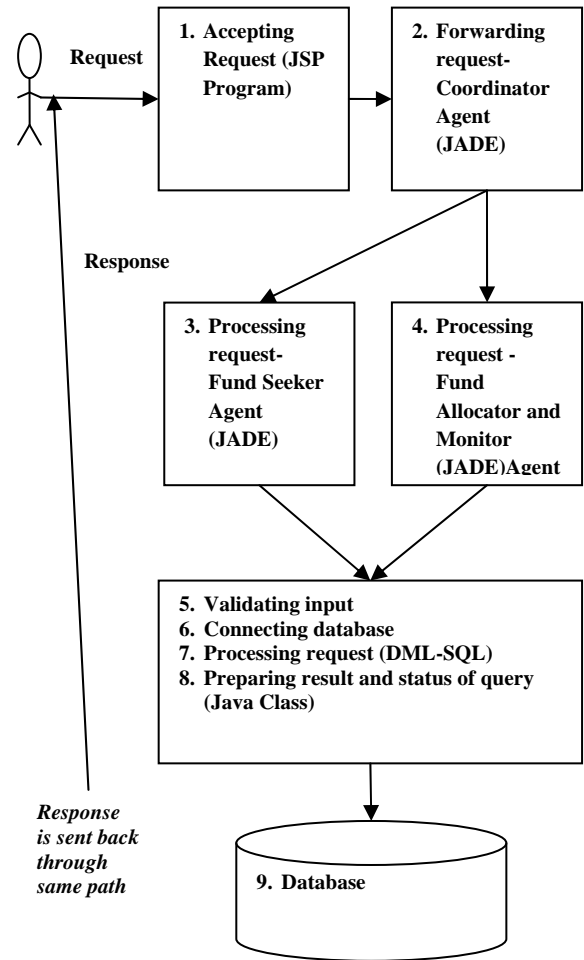 Request
1. Accepting
Request (JSP
Program)
2. Forwarding
request-
Coordinator
Agent
(JADE)
Response
3. Processing
request-
Fund Seeker
Agent
(JADE)
4. Processing
request -
Fund
Allocator and
Monitor
(JADE)Agent
5. Validating input
6. Connecting database
7. Processing request (DML-SQL)
8. Preparing result and status of query
(Java Class)
Response
is sent back
through
same path
9. Database